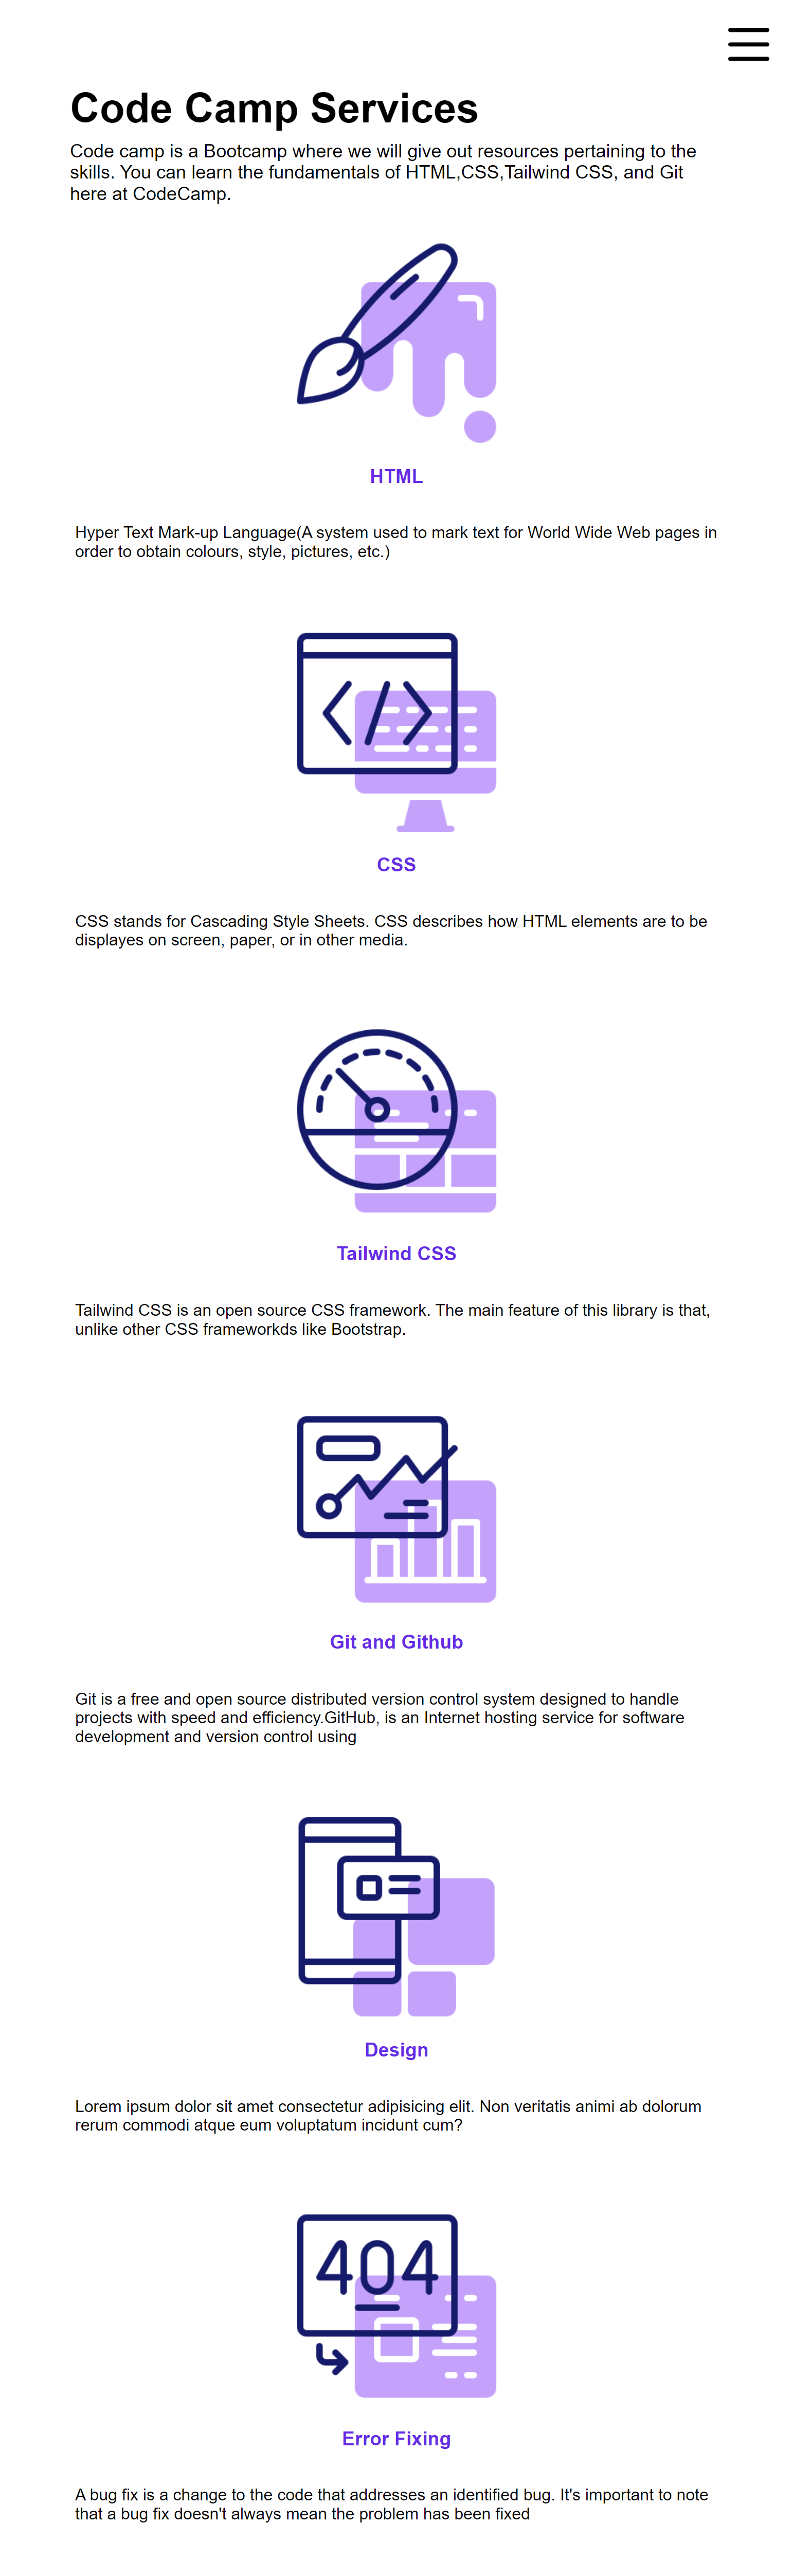 Code Camp Services
Code camp is a Bootcamp where we will give out resources pertaining to the
skills. You can learn the fundamentals of HTML,CSS,Tailwind CSS, and Git
here at CodeCamp.
HTML
Hyper Text Mark-up Language(A system used to mark text for World Wide Web pages in
order to obtain colours, style, pictures, etc.)
CSS
CSS stands for Cascading Style Sheets. CSS describes how HTML elements are to be
displayes on screen, paper, or in other media.
Tailwind CSS
Tailwind CSS is an open source CSS framework. The main feature of this library is that,
unlike other CSS frameworkds like Bootstrap.
Git and Github
Git is a free and open source distributed version control system designed to handle
projects with speed and efficiency.GitHub, is an Internet hosting service for software
development and version control using
Design
Lorem ipsum dolor sit amet consectetur adipisicing elit. Non veritatis animi ab dolorum
rerum commodi atque eum voluptatum incidunt cum?
404
Error Fixing
A bug fix is a change to the code that addresses an identified bug. It's important to note
that a bug fix doesn't always mean the problem has been fixed